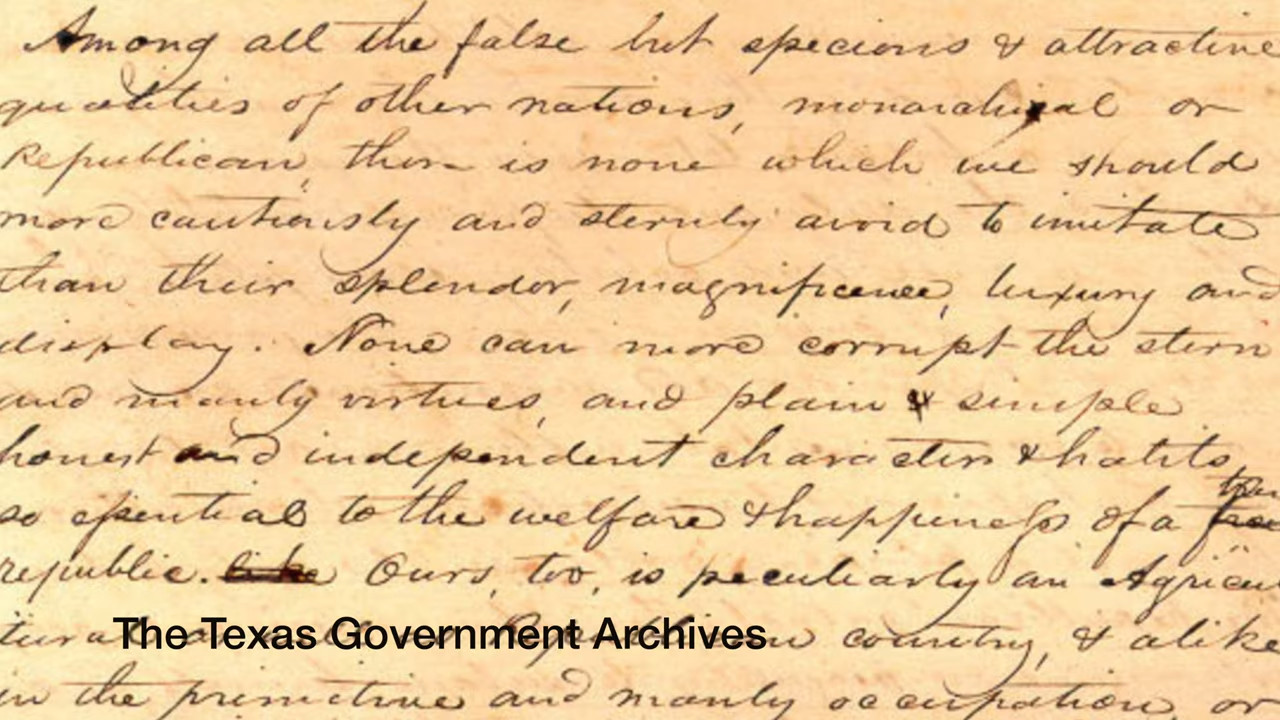 Among all the false but specious & attractive
qualities of other nations, monarchical or
Republican, there is none which we should
more cautiously and sternly avoid to imitate
than their splendor, magnificence, luxury and
display. None can more corrupt the stern
and manly virtues, and plain & simple
honest and independent character & habits,
so essential to the welfare & happiness of a
republic. like Ours, too, is peculiarly an Agricul
country, & alike
The Texas Government Archives
in the primitive and manly occupation or